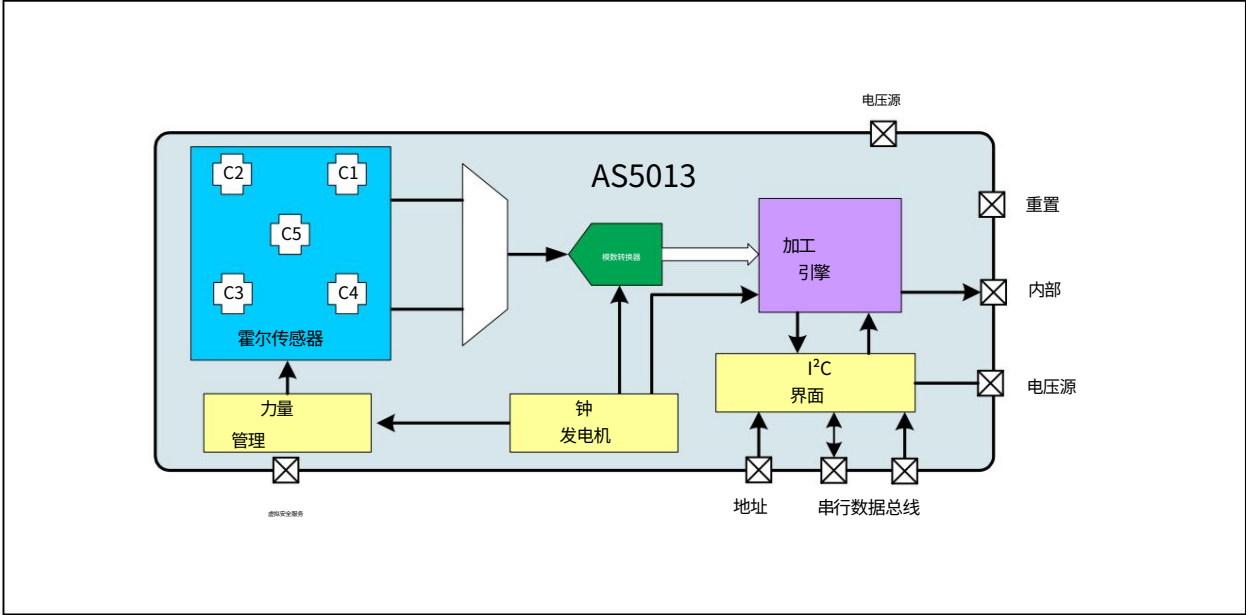 电压源
AS5013
C2
C1
C5
C3
C4
霍尔传感器
模数转换器
加工
引擎
重置
内部
I²C
界面
电压源
力量
管理
钟
发电机
虚拟安全服务
地址
串行数据总线